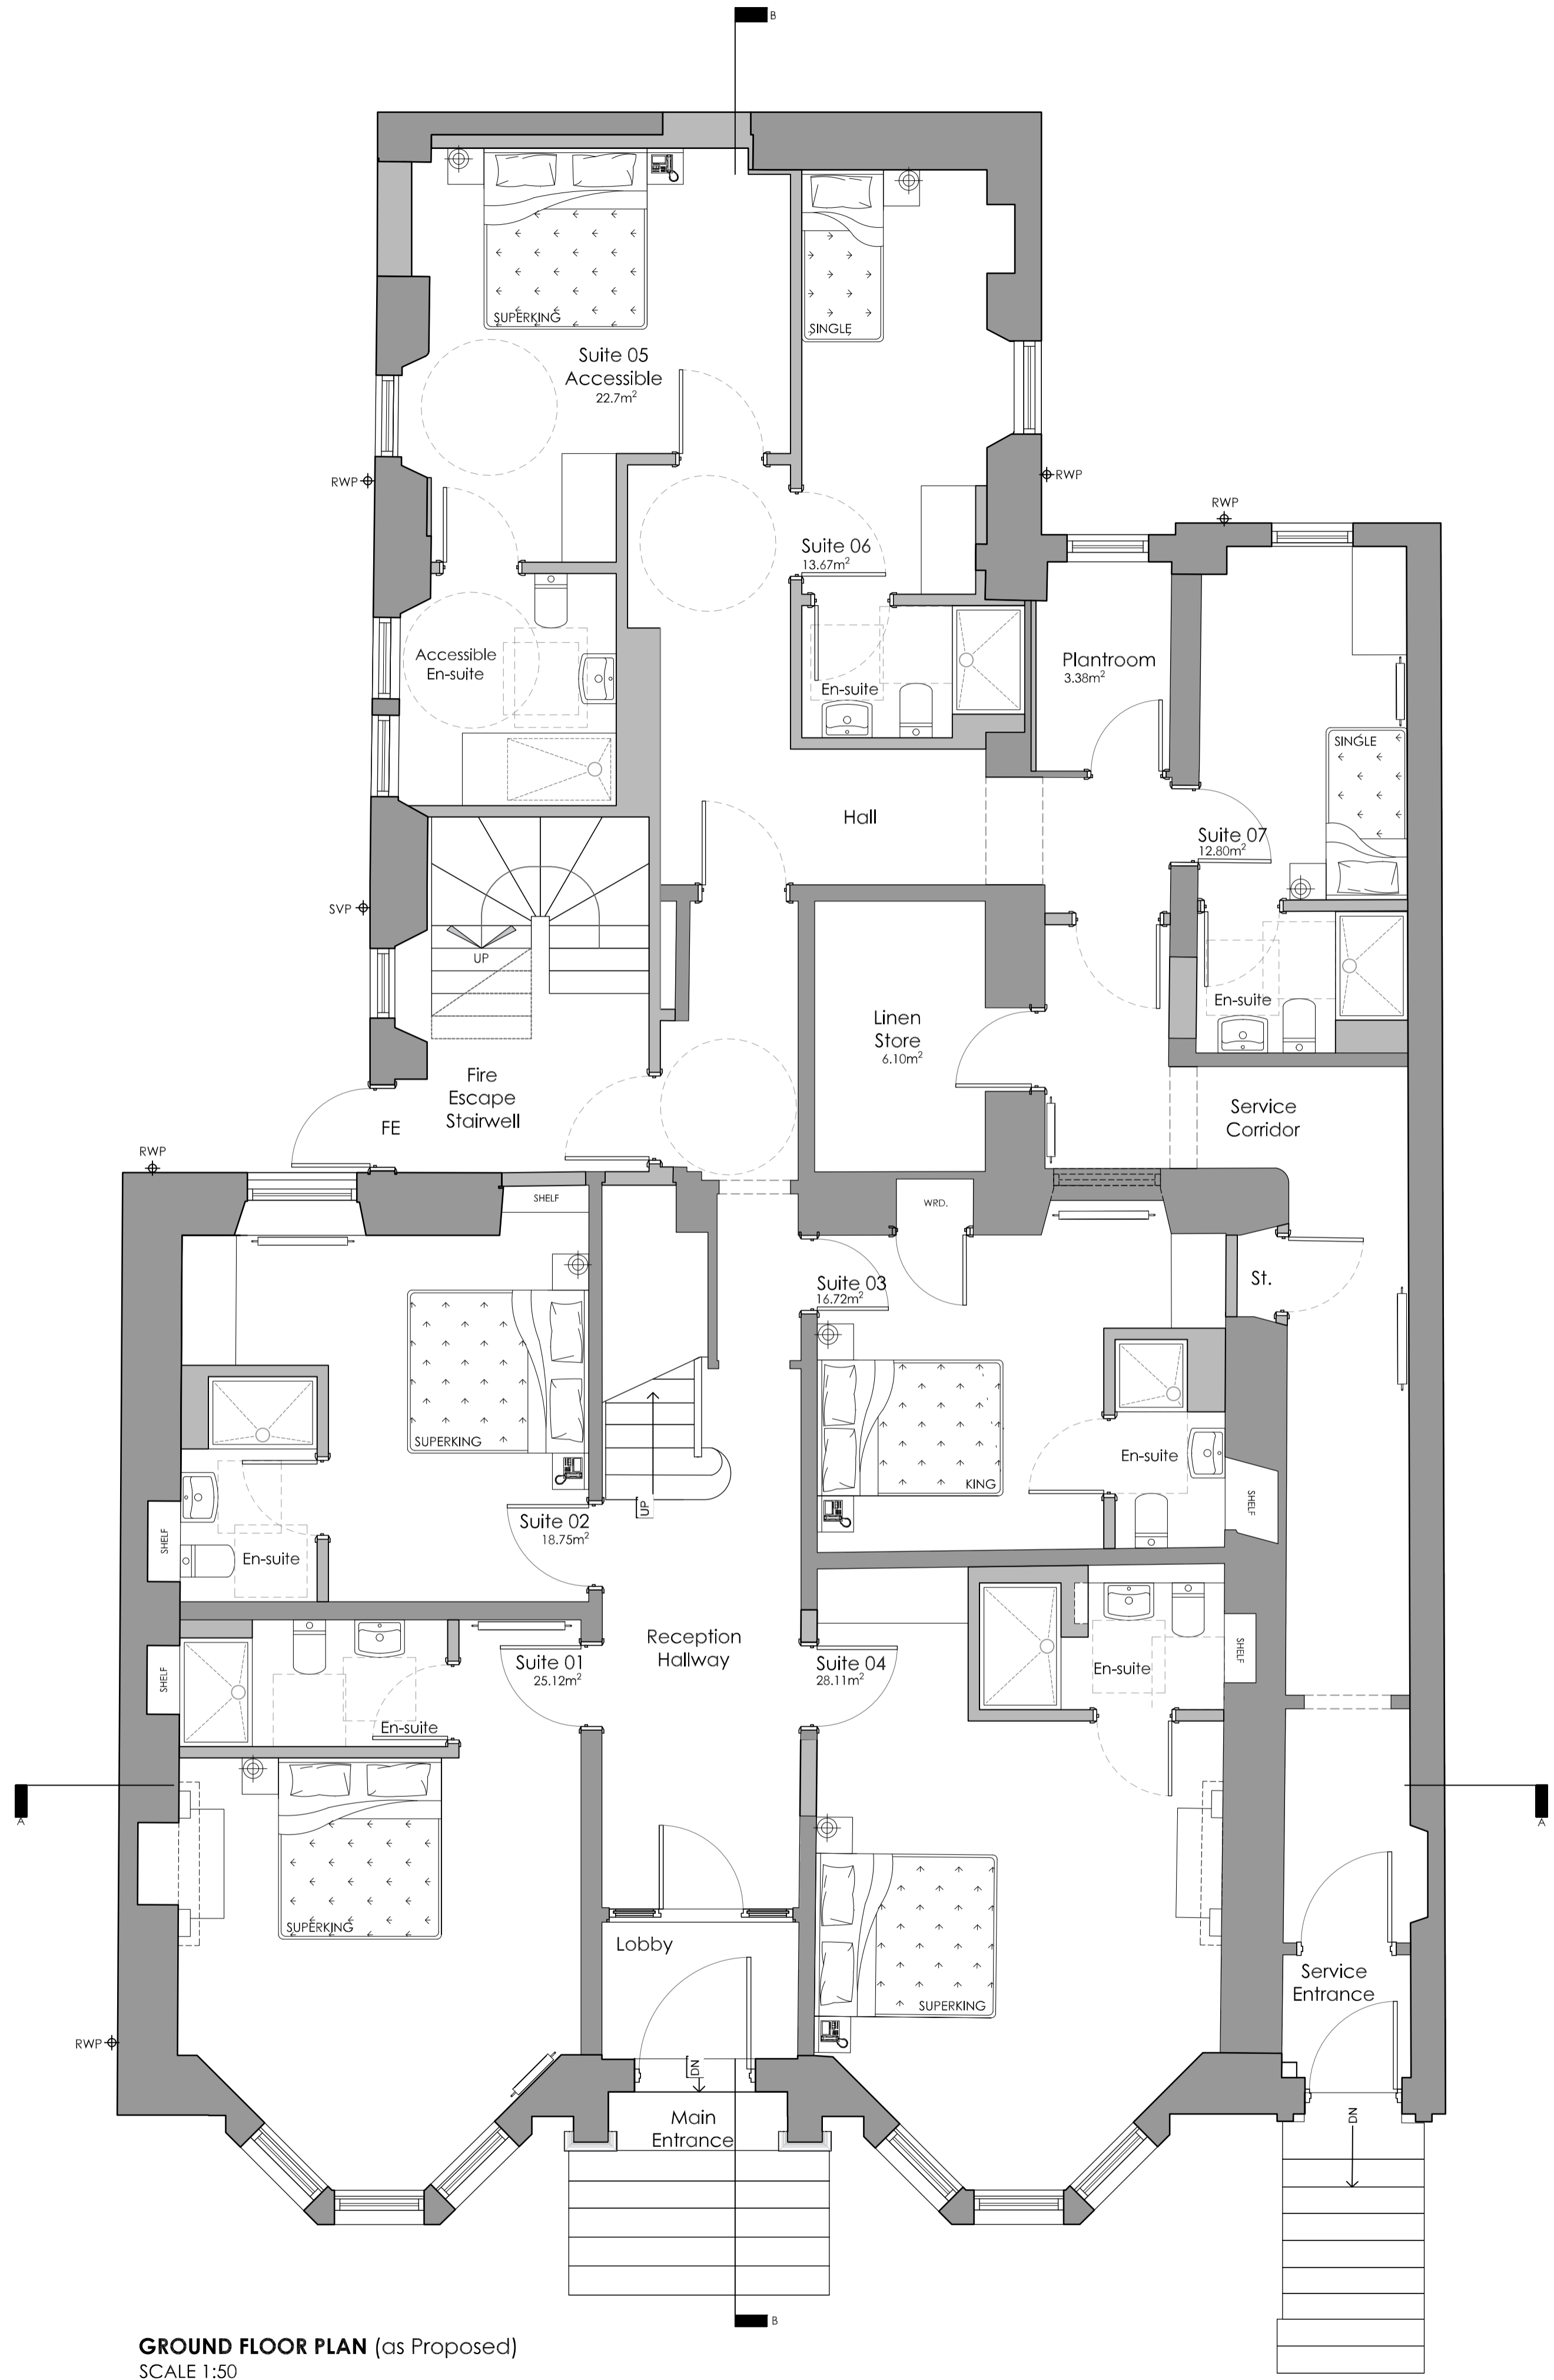 B
SUPERKING
SINGLE
Suite 05
Accessible
22.7m²
RWP
RWP
RWP
Suite 06
13.67m²
Accessible
En-suite
En-suite
Plantroom
3.38m²
SINGLE
Hall
Suite 07
12.80m²
SVP
UP
En-suite
Linen
Store
6.10m²
Fire
Escape
Stairwell
FE
Service
Corridor
RWP
SHELF
WRD.
Suite 03
16.72m²
St.
SUPERKING
KING
En-suite
SHELF
UP
Suite 02
18.75m²
SHELF
En-suite
Reception
Hallway
Suite 01
25.12m²
Suite 04
28.11m²
SHELF
En-suite
SHELF
En-suite
A
A
SUPERKING
Lobby
SUPERKING
Service
Entrance
RWP
DN
Main
Entrance
DN
B
GROUND FLOOR PLAN (as Proposed)
SCALE 1:50